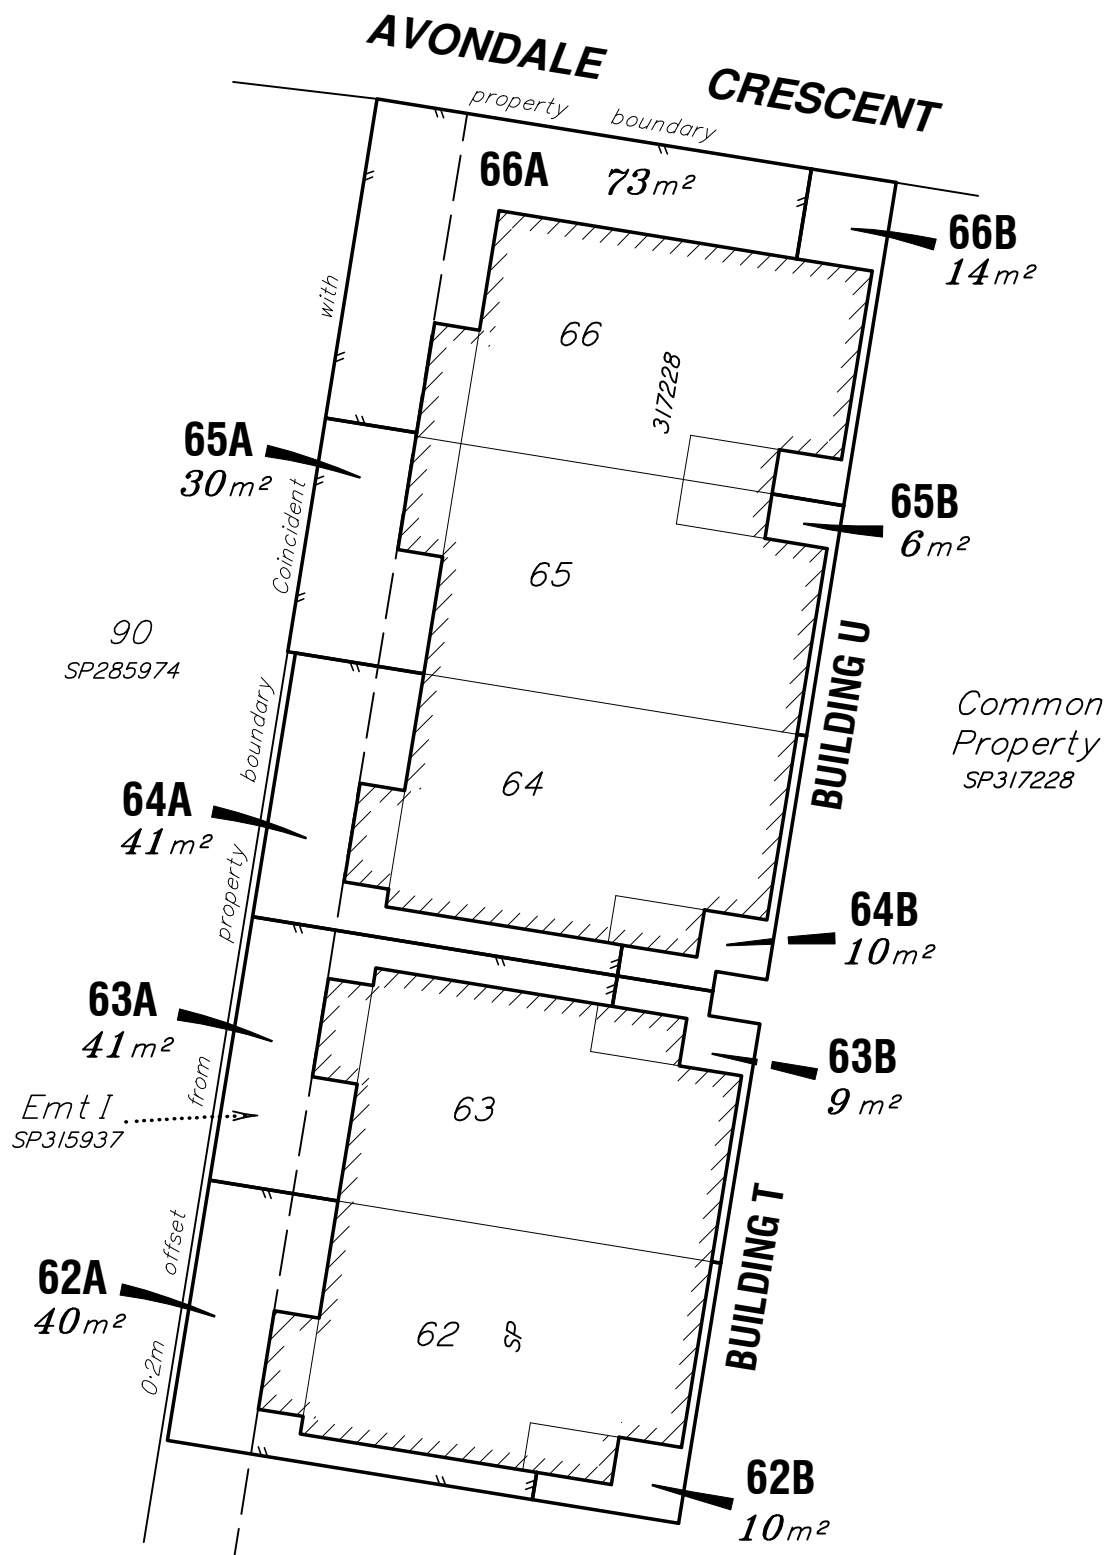 AVONDALE CRESCENT
property boundary
66A 73m²
66B
14m²
with
66
317228
65A
30m²
65B
6m²
Coincident
65
90
SP285974
BUILDING U
Common
Property
SP317228
boundary
64
64A
41m²
property
64B
10m²
63A
41m²
63B
9m²
from
Emt I
SP315937
63
offset
BUILDING T
62A
40m²
62
SP
0·2m
62B
10m²